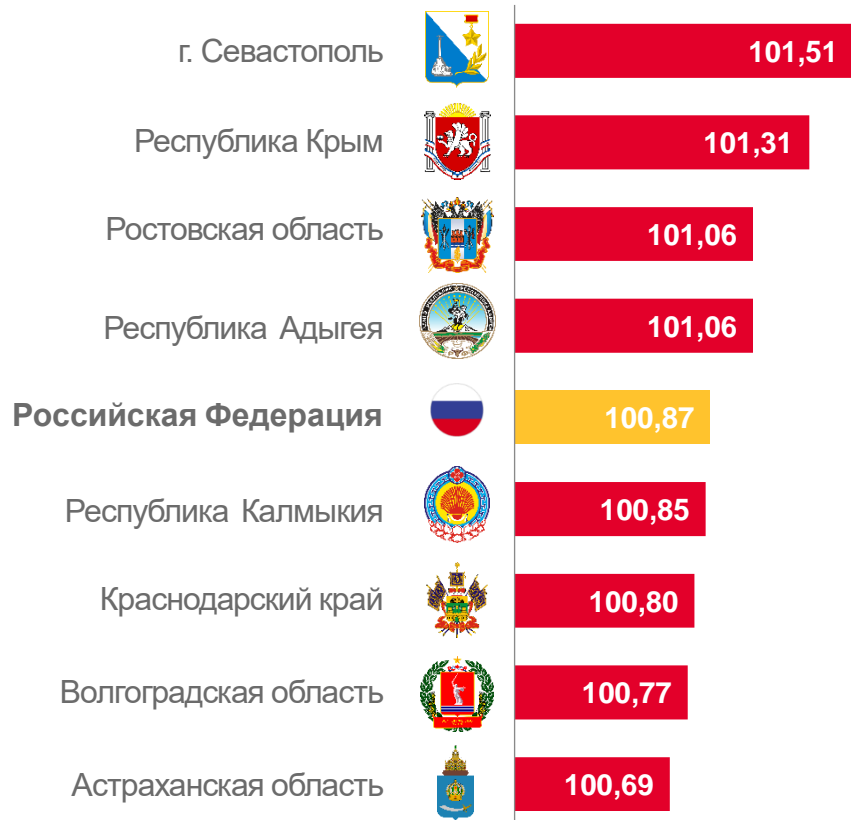 г. Севастополь 101,51
Республика Крым 101,31
Ростовская область 101,06
Республика Адыгея 101,06
Российская Федерация 100,87
Республика Калмыкия 100,85
Краснодарский край 100,80
Волгоградская область 100,77
Астраханская область 100,69